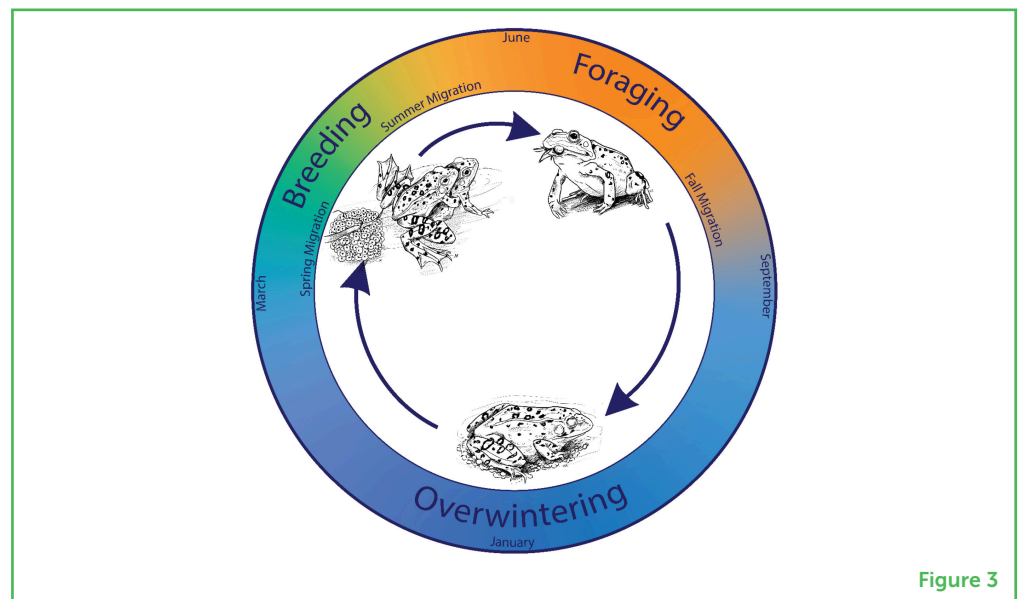 June
Foraging
Summer Migration
Breeding
Fall Migration
Spring Migration
March
September
Overwintering
January
Figure 3